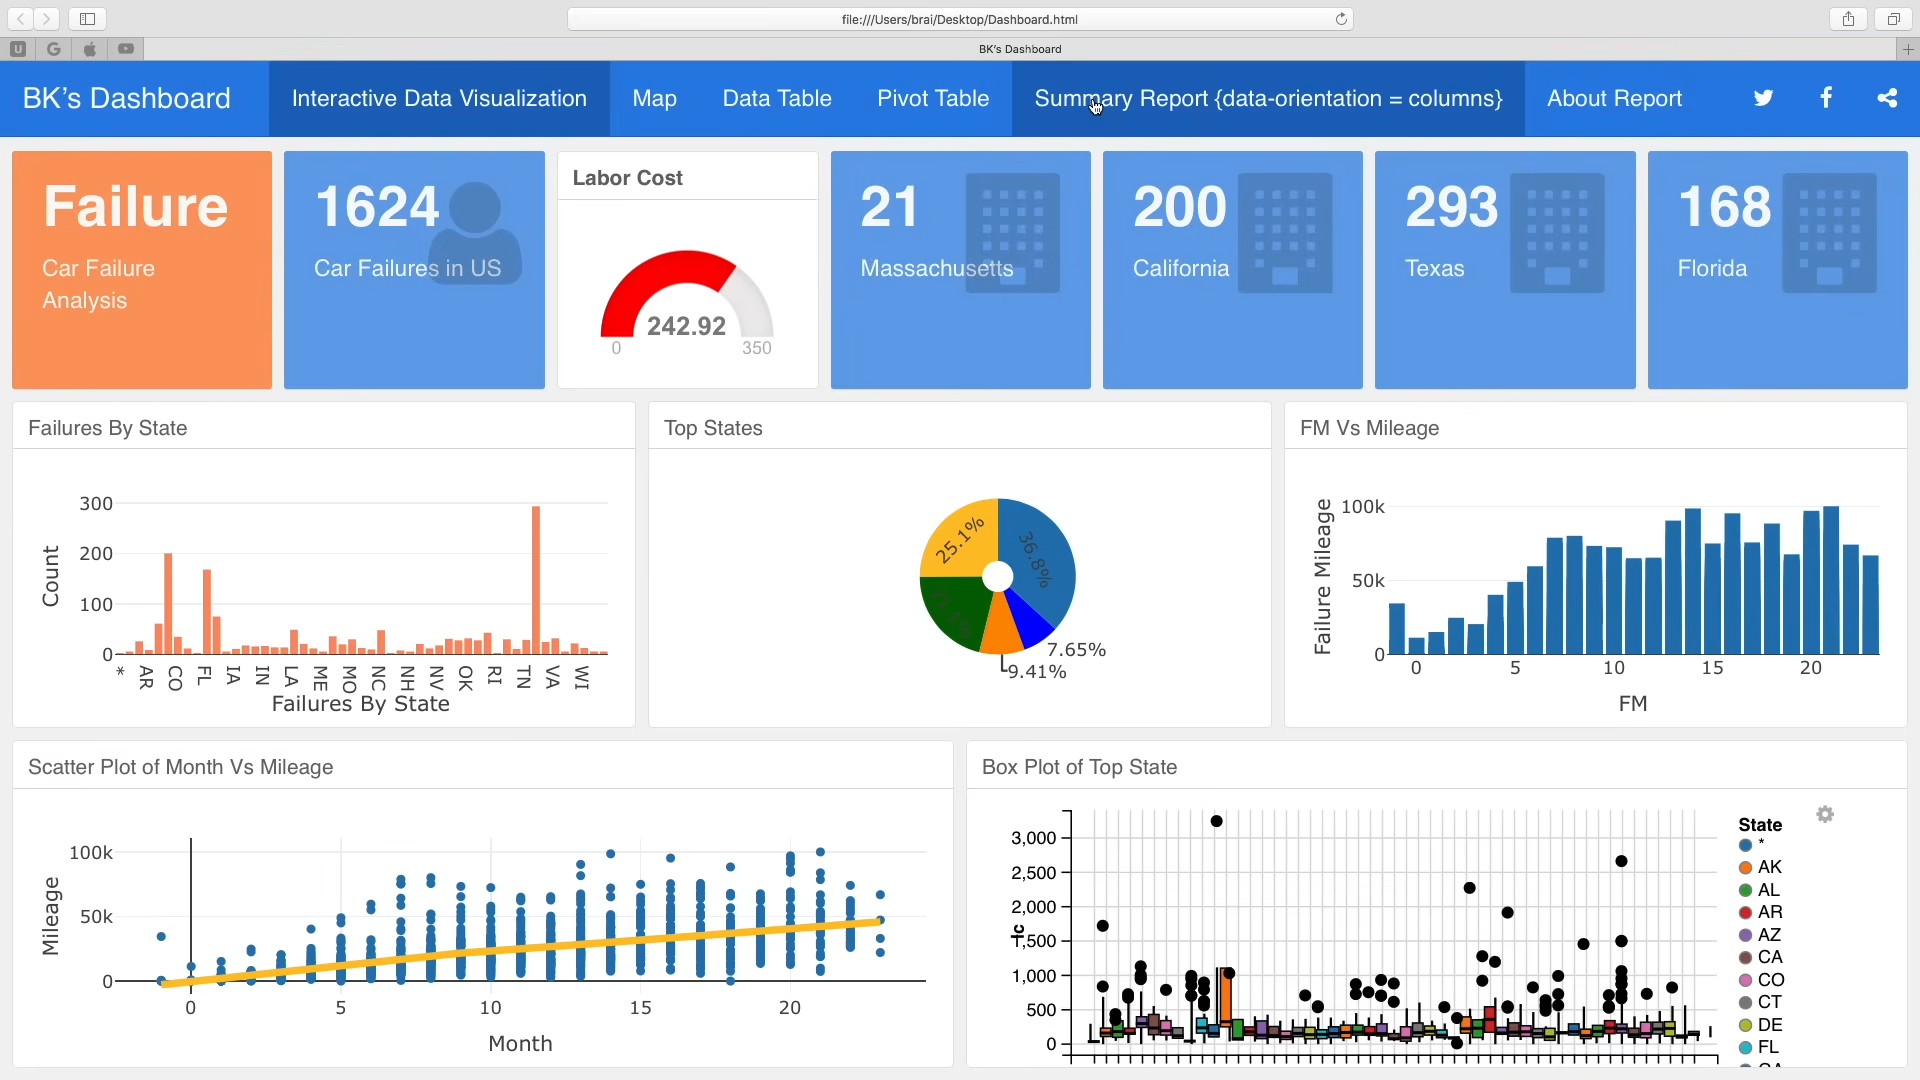 file:///Users/brai/Desktop/Dashboard.html
U
G
BK's Dashboard
BK's Dashboard
Interactive Data Visualization
Map
Data Table
Pivot Table
Summary Report {data-orientation = columns}
About Report
Failure
Car Failure
Analysis
1624
Car Failures in US
Labor Cost
242.92
0
350
21
Massachusetts
200
California
293
Texas
168
Florida
Failures By State
300
200
100
0
Count
* AR CO FL IA IN LA ME MO NC NH NV OK RI TN VA WI
Failures By State
Top States
25.1%
36.8%
7.65%
9.41%
FM Vs Mileage
100k
50k
0
Failure Mileage
0 5 10 15 20
FM
Scatter Plot of Month Vs Mileage
100k
50k
0
Mileage
0 5 10 15 20
Month
Box Plot of Top State
3,000
2,500
2,000
1,500
1,000
500
0
lc
State
*
AK
AL
AR
AZ
CA
CO
CT
DE
FL